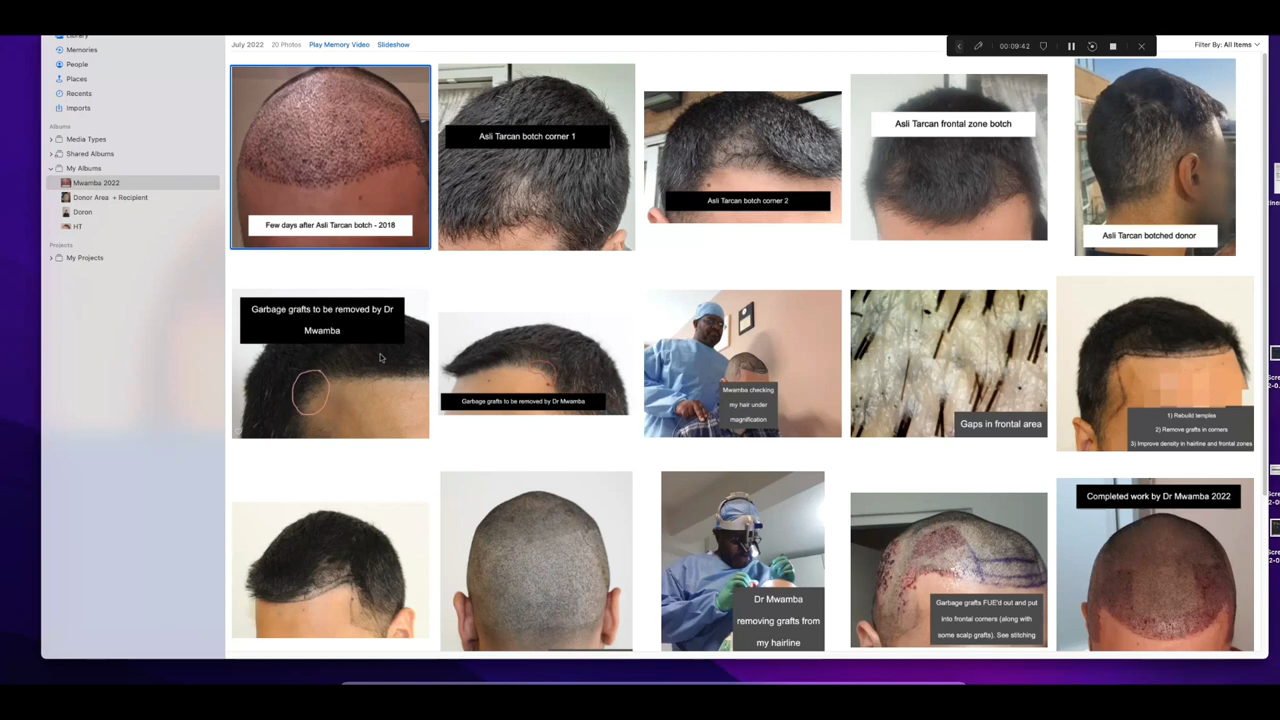 Library
Memories
People
Places
Recents
Imports
Albums
Media Types
Shared Albums
My Albums
Mwamba 2022
Donor Area + Recipient
Doron
HT
Projects
My Projects
July 2022 20 Photos Play Memory Video Slideshow
00:09:42
Filter By: All Items
Few days after Asli Tarcan botch - 2018
Asli Tarcan botch corner 1
Asli Tarcan botch corner 2
Asli Tarcan frontal zone botch
Asli Tarcan botched donor
Garbage grafts to be removed by Dr
Mwamba
Garbage grafts to be removed by Dr Mwamba
Mwamba checking
my hair under
magnification
Gaps in frontal area
1) Rebuild temples
2) Remove grafts in corners
3) Improve density in hairline and frontal zones
Dr Mwamba
removing grafts from
my hairline
Garbage grafts FUE'd out and put
into frontal corners (along with
some scalp grafts). See stitching
Completed work by Dr Mwamba 2022